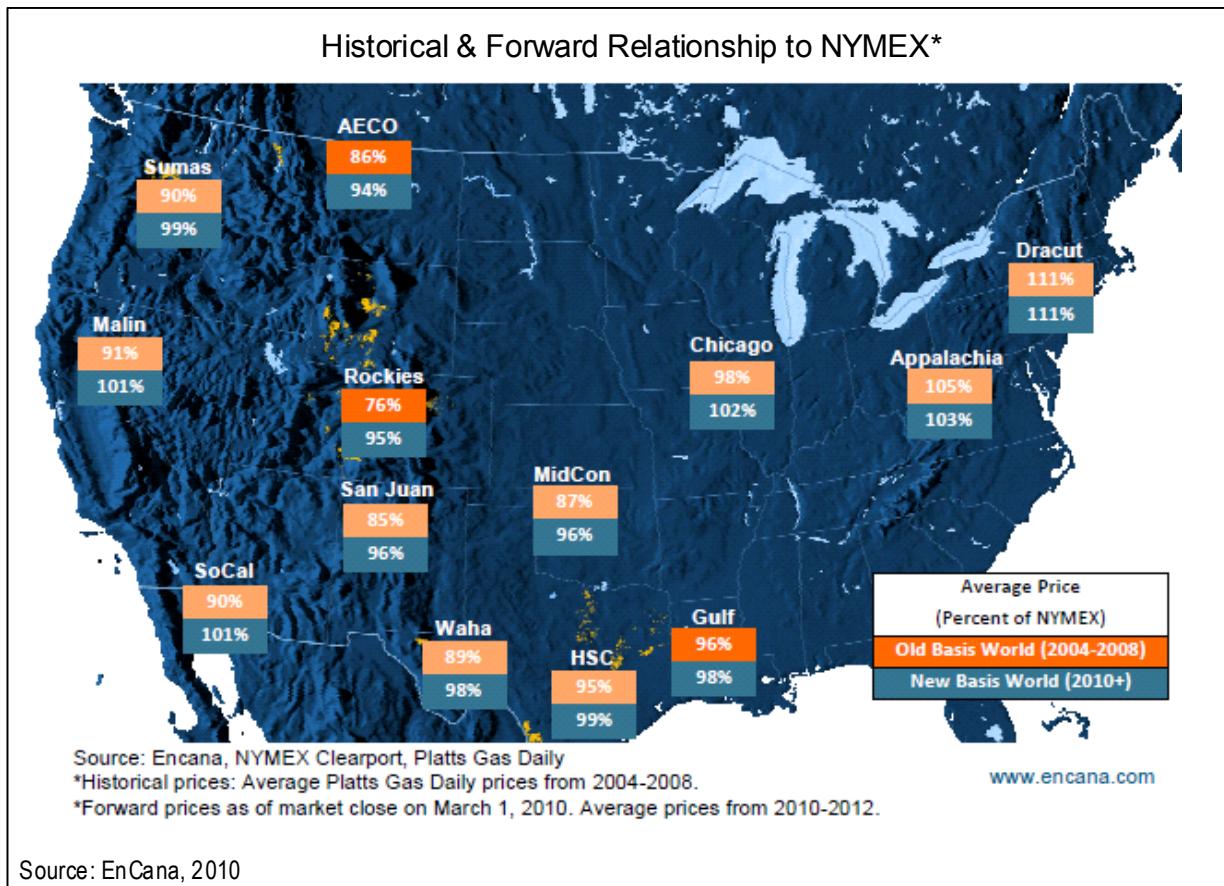 Historical & Forward Relationship to NYMEX*
AECO
86%
94%
Sumas
90%
99%
Dracut
111%
111%
Malin
91%
101%
Chicago
98%
102%
Appalachia
105%
103%
Rockies
76%
95%
MidCon
87%
96%
San Juan
85%
96%
SoCal
90%
101%
Waha
89%
98%
HSC
95%
99%
Gulf
96%
98%
Average Price
(Percent of NYMEX)
Old Basis World (2004-2008)
New Basis World (2010+)
Source: Encana, NYMEX Clearport, Platts Gas Daily
*Historical prices: Average Platts Gas Daily prices from 2004-2008.
*Forward prices as of market close on March 1, 2010. Average prices from 2010-2012.
www.encana.com
Source: EnCana, 2010